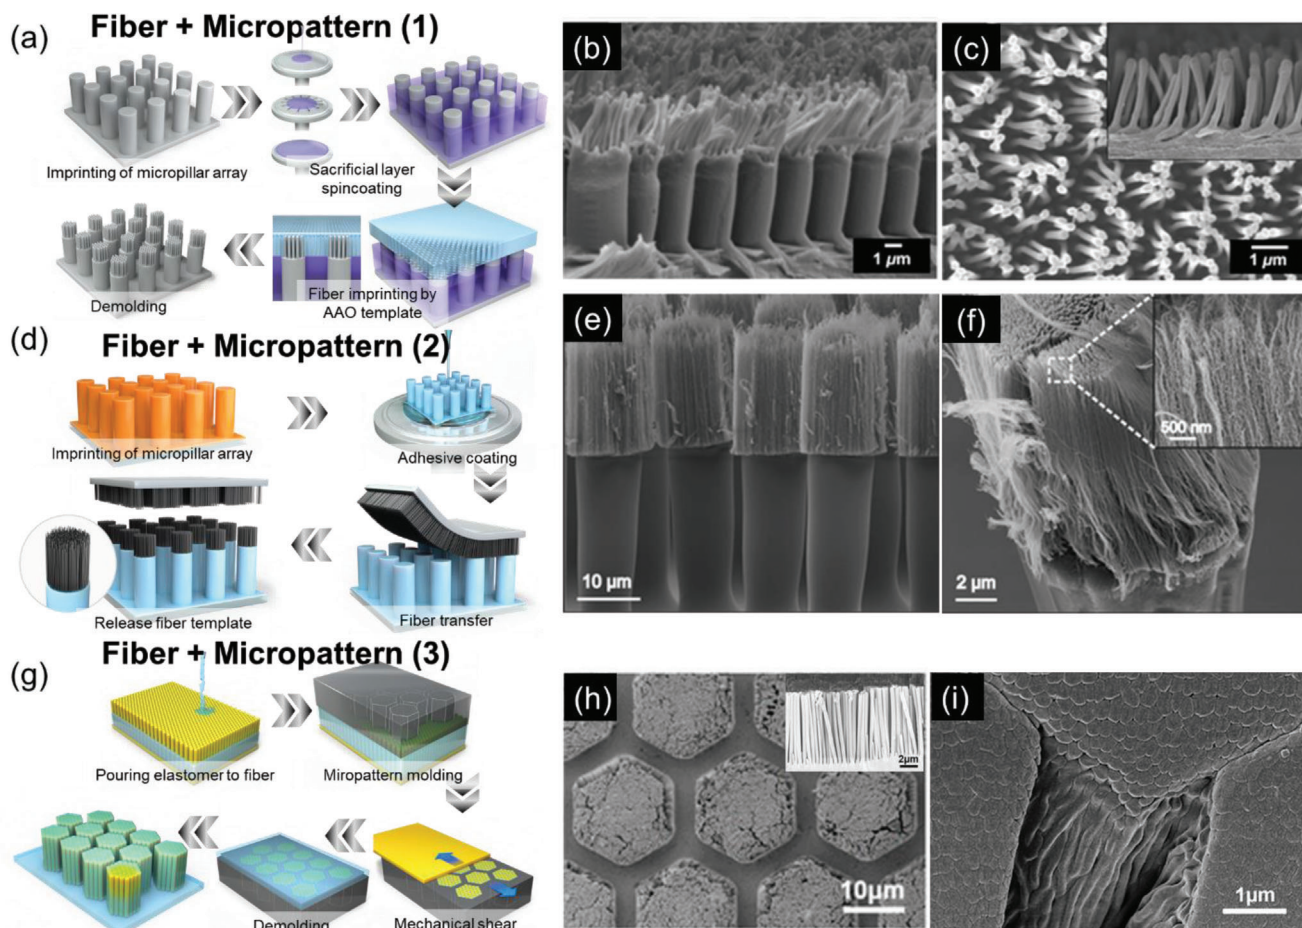 (a)
Fiber + Micropattern (1)
Imprinting of micropillar array
Sacrificial layer
spincoating
Demolding
Fiber imprinting by
AAO template
(b)
1 µm
(c)
1 µm
(d)
Fiber + Micropattern (2)
Imprinting of micropillar array
Adhesive coating
Release fiber template
Fiber transfer
(e)
10 µm
(f)
500 nm
2 µm
(g)
Fiber + Micropattern (3)
Pouring elastomer to fiber
Miropattern molding
Demolding
Mechanical shear
(h)
2µm
10µm
(i)
1µm